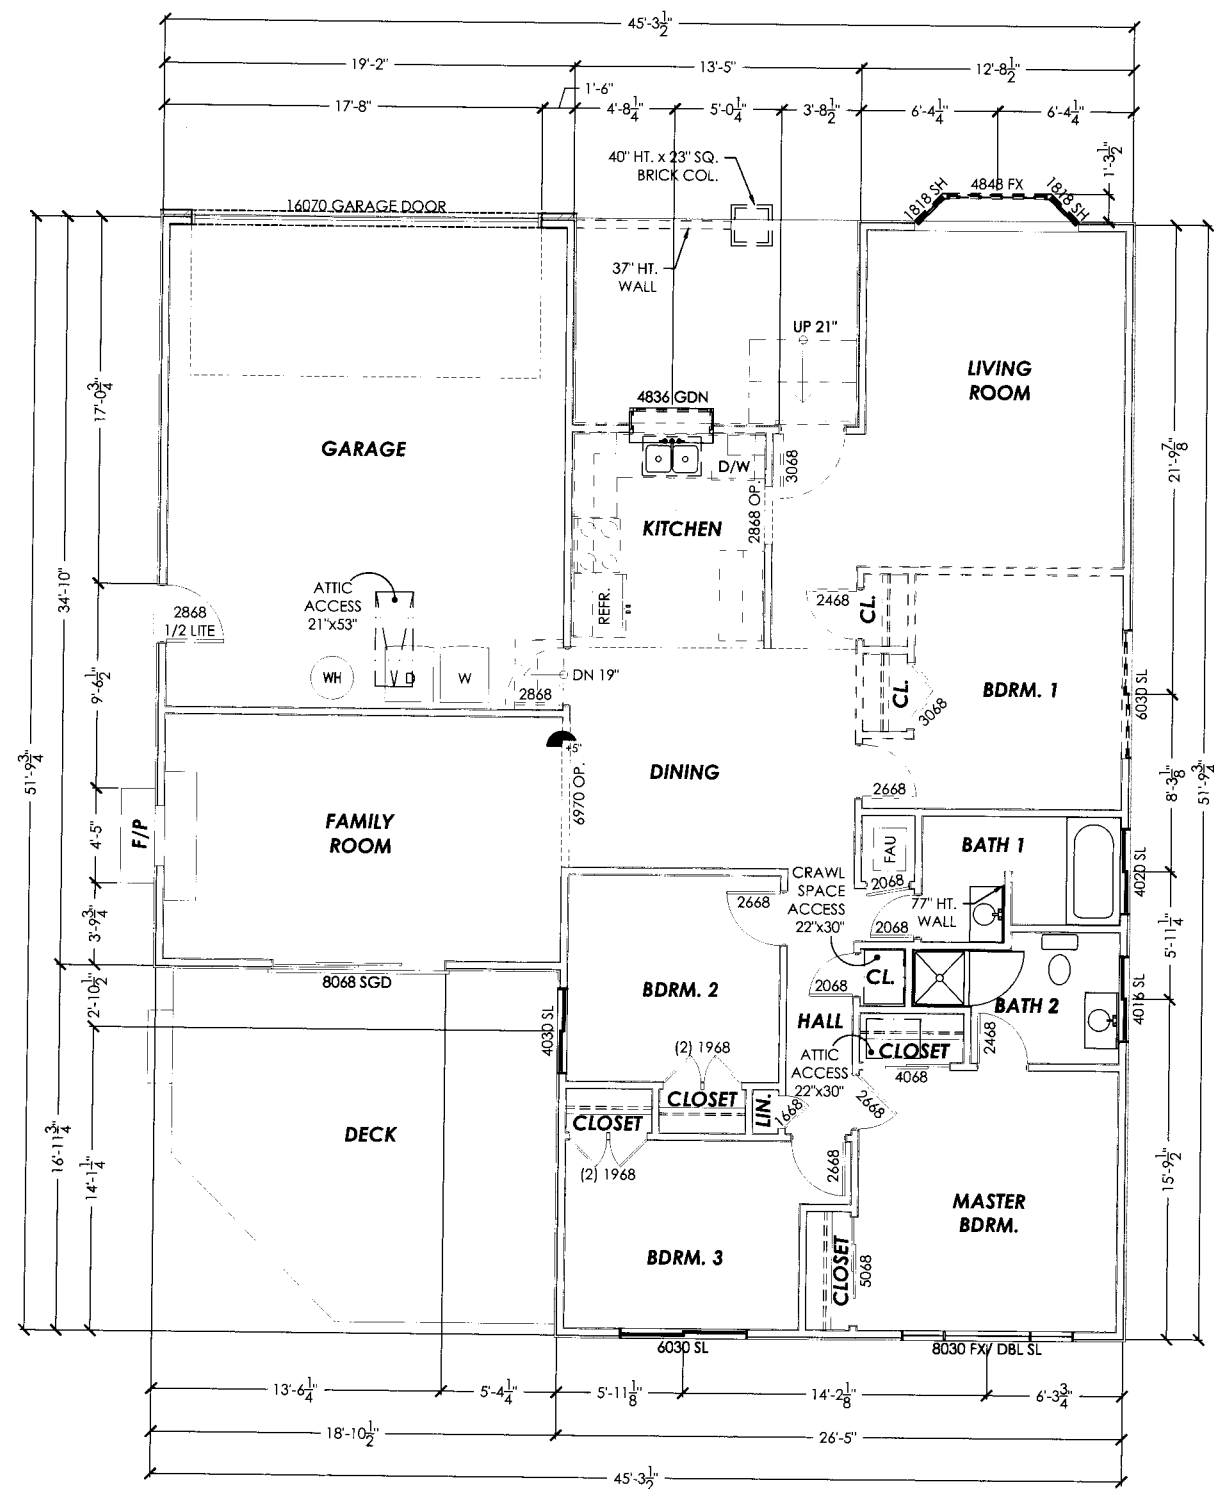 45'-3 1/2"
19'-2"
13'-5"
12'-8 1/2"
17'-8"
1'-6"
4'-8 1/4"
5'-0 1/4"
3'-8 1/2"
6'-4 1/4"
6'-4 1/4"
1'-3 1/2"
40" HT. x 23" SQ.
BRICK COL.
16070 GARAGE DOOR
1818 SH
4848 FX
1818 SH
37" HT.
WALL
UP 21"
LIVING
ROOM
4836 GDN
GARAGE
D/W
3068
2868 OP.
KITCHEN
17'-0 3/4"
21'-9 7/8"
34'-10"
ATTIC
ACCESS
21"x53"
2868
1/2 LITE
REFR.
2468
CL.
WH
D
W
2868
DN 19"
CL.
3068
BDRM. 1
6030 SL
9'-6 1/2"
51'-9 3/4"
+5"
6970 OP.
DINING
2668
8'-3 1/8"
51'-9 3/4"
F/P
4'-5"
FAMILY
ROOM
FAU
BATH 1
4020 SL
CRAWL
SPACE
ACCESS
22"x30"
2068
77" HT.
WALL
2668
2068
3'-9 3/4"
5'-11 1/4"
8068 SGD
2'-10 1/2"
BDRM. 2
2068
CL.
BATH 2
4016 SL
4030 SL
HALL
2468
(2) 1968
ATTIC
ACCESS
22"x30"
CLOSET
4068
CLOSET
CLOSET
LIN.
1668
2668
DECK
16'-11 3/4"
14'-1 1/4"
(2) 1968
2668
15'-9 1/2"
MASTER
BDRM.
BDRM. 3
CLOSET
5068
6030 SL
8030 FX/ DBL SL
13'-6 1/4"
5'-4 1/4"
5'-11 1/8"
14'-2 1/8"
6'-3 3/4"
18'-10 1/2"
26'-5"
45'-3 1/2"